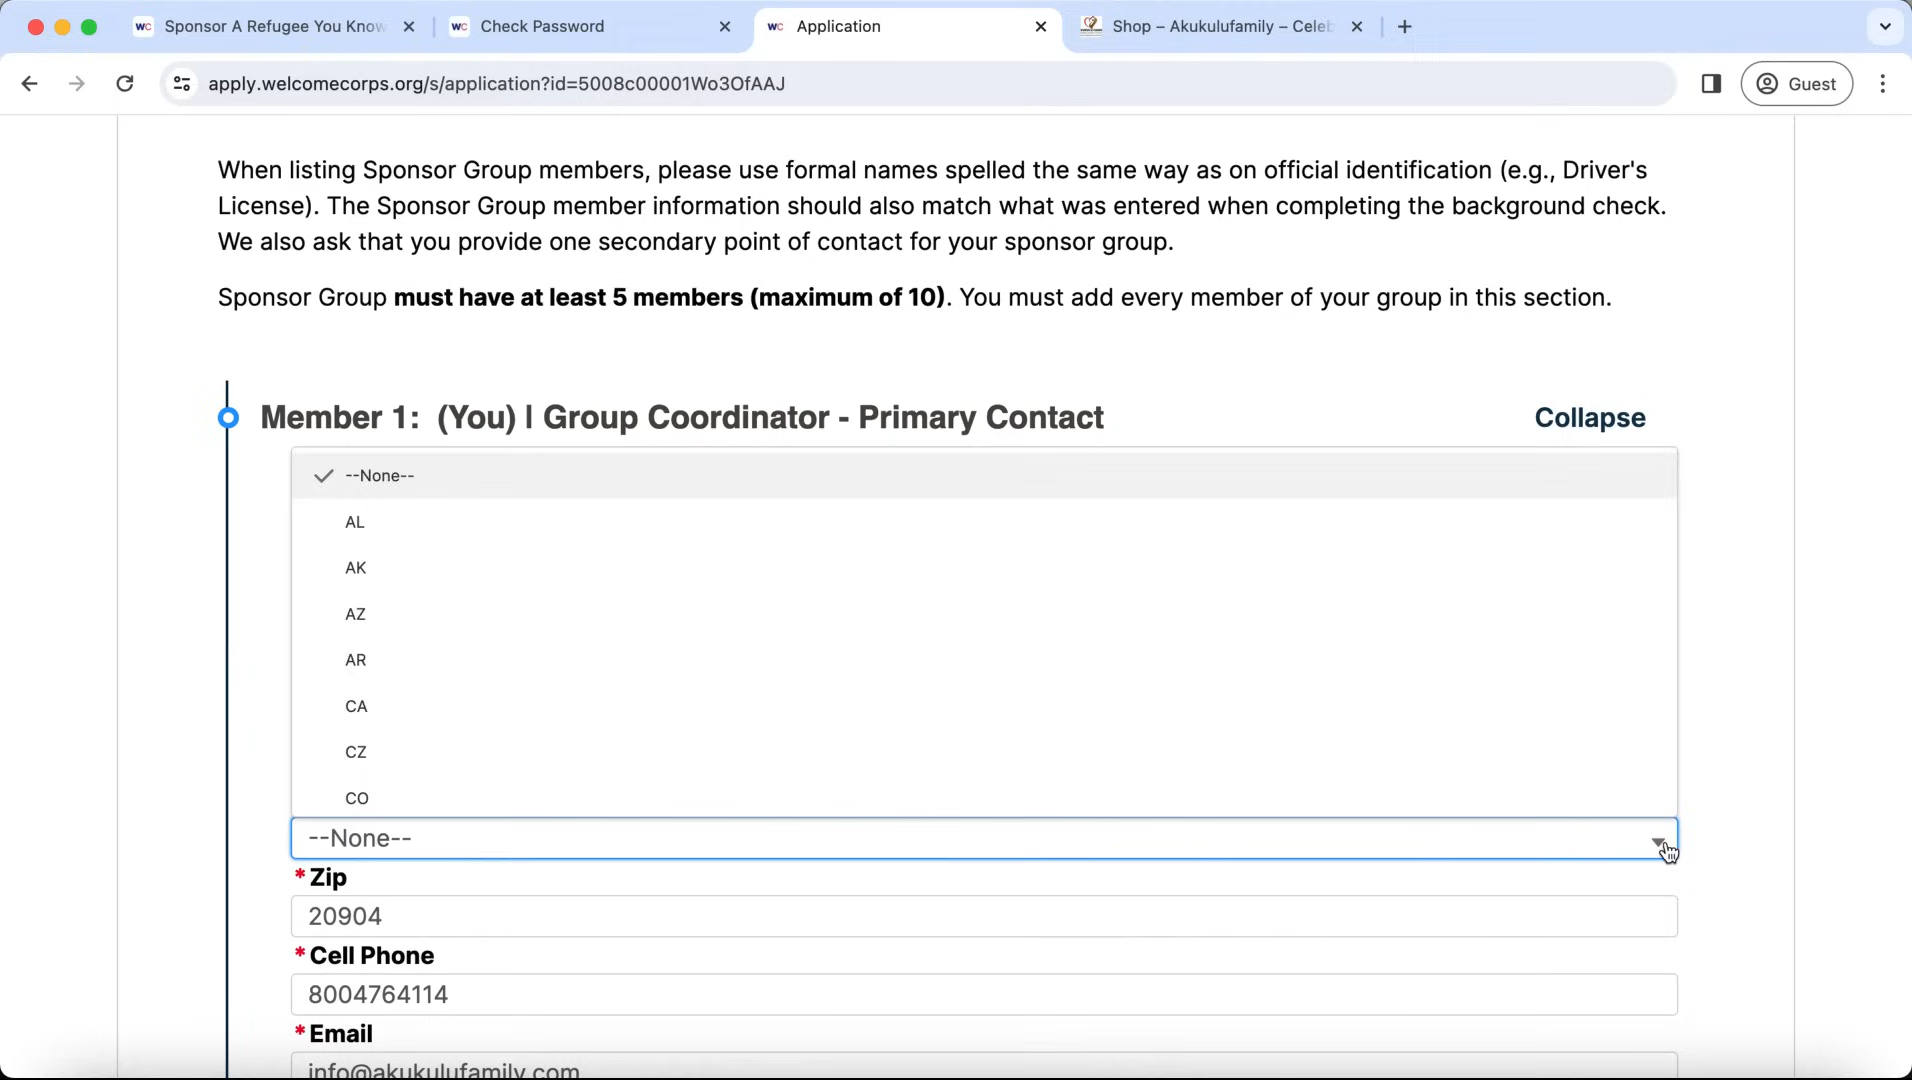 Sponsor A Refugee You Know
Check Password
Application
Shop – Akukulufamily – Celeb
apply.welcomecorps.org/s/application?id=5008c00001Wo3OfAAJ
Guest
When listing Sponsor Group members, please use formal names spelled the same way as on official identification (e.g., Driver's
License). The Sponsor Group member information should also match what was entered when completing the background check.
We also ask that you provide one secondary point of contact for your sponsor group.
Sponsor Group must have at least 5 members (maximum of 10). You must add every member of your group in this section.
Member 1: (You) | Group Coordinator - Primary Contact
Collapse
--None--
AL
AK
AZ
AR
CA
CZ
CO
--None--
*Zip
20904
*Cell Phone
8004764114
*Email
info@akukulufamily.com